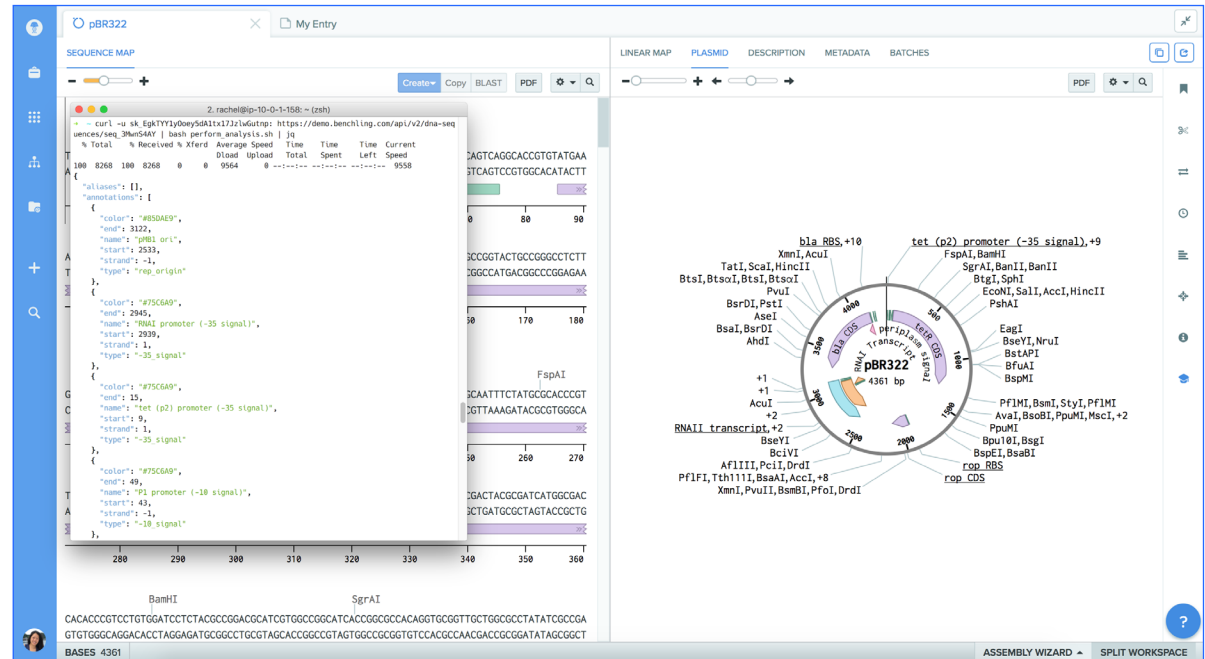 pBR322
My Entry
SEQUENCE MAP
Create
Copy
BLAST
PDF
2. rachel@ip-10-0-1-158: ~ (zsh)
→ ~ curl -u sk_EgkTYY1yOoey5dA1tx17JzlwGutnp: https://demo.benchling.com/api/v2/dna-seq
uences/seq_3MwnS4AY | bash perform_analysis.sh | jq
% Total % Received % Xferd Average Speed Time Time Time Current
Dload Upload Total Spent Left Speed
100 8268 100 8268 0 0 9564 0 --:--:-- --:--:-- --:--:-- 9558
{
"aliases": [],
"annotations": [
{
"color": "#85DAE9",
"end": 3122,
"name": "pMB1 ori",
"start": 2533,
"strand": -1,
"type": "rep_origin"
},
{
"color": "#75C6A9",
"end": 2945,
"name": "RNAI promoter (-35 signal)",
"start": 2939,
"strand": 1,
"type": "-35_signal"
},
{
"color": "#75C6A9",
"end": 15,
"name": "tet (p2) promoter (-35 signal)",
"start": 9,
"strand": 1,
"type": "-35_signal"
},
{
"color": "#75C6A9",
"end": 49,
"name": "P1 promoter (-10 signal)",
"start": 43,
"strand": -1,
"type": "-10_signal"
},
CAGTCAGGCACCGTGTATGAA
GTCAGTCCGTGGCACATACTT
80 90
GCCGGTACTGCCGGGCCTCTT
CGGCCATGACGGCCCGGAGAA
170 180
FspAI
GCAATTTCTATGCGCACCCGT
CGTTAAAGATACGCGTGGGCA
260 270
CGACTACGCGATCATGGCGAC
GCTGATGCGCTAGTACCGCTG
280 290 300 310 320 330 340 350 360
BamHI SgrAI
CACACCCGTCCTGTGGATCCTCTACGCCGGACGCATCGTGGCCGGCATCACCGGCGCCACAGGTGCGGTTGCTGGCGCCTATATCGCCGA
GTGTGGGCAGGACACCTAGGAGATGCGGCCTGCGTAGCACCGGCCGTAGTGGCCGCGGTGTCCACGCCAACGACCGCGGATATAGCGGCT
BASES 4361
LINEAR MAP
PLASMID
DESCRIPTION
METADATA
BATCHES
PDF
bla RBS,+10
XmnI,AcuI
TatI,ScaI,HincII
BtsI,BtsαI,BtsI,BtsαI
PvuI
BsrDI,PstI
AseI
BsaI,BsrDI
AhdI
+1
+1
AcuI
+2
RNAII transcript,+2
BseYI
BciVI
AflIII,PciI,DrdI
PflFI,Tth111I,BsaAI,AccI,+8
XmnI,PvuII,BsmBI,PfoI,DrdI
tet (p2) promoter (-35 signal),+9
FspAI,BamHI
SgrAI,BanII,BanII
BtgI,SphI
EcoNI,SalI,AccI,HincII
PshAI
EagI
BseYI,NruI
BstAPI
BfuAI
BspMI
PflMI,BsmI,StyI,PflMI
AvaI,BsoBI,PpuMI,MscI,+2
PpuMI
Bpu10I,BsgI
BspEI,BsaBI
rop RBS
rop CDS
500
1000
1500
2000
2500
3000
3500
4000
bla CDS
tetR CDS
periplasm signal
RNAI Transcript
pBR322
4361 bp
?
ASSEMBLY WIZARD
SPLIT WORKSPACE